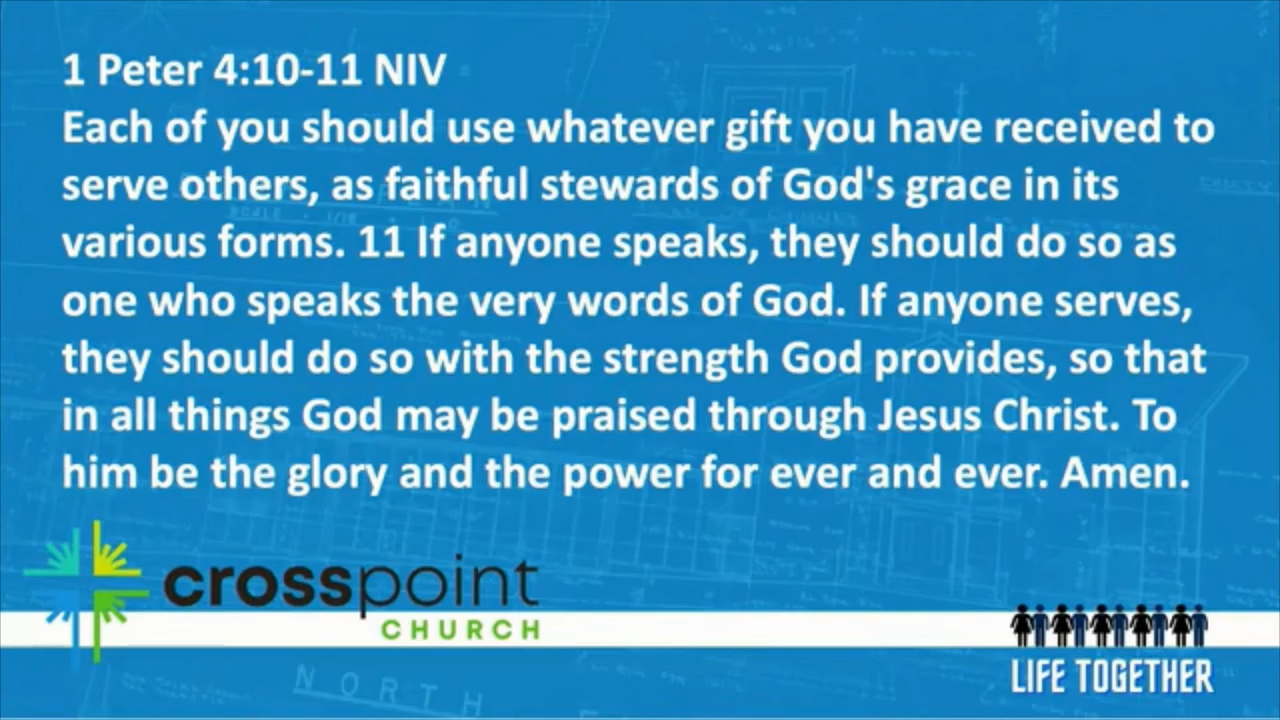 1 Peter 4:10-11 NIV
Each of you should use whatever gift you have received to
serve others, as faithful stewards of God's grace in its
various forms. 11 If anyone speaks, they should do so as
one who speaks the very words of God. If anyone serves,
they should do so with the strength God provides, so that
in all things God may be praised through Jesus Christ. To
him be the glory and the power for ever and ever. Amen.
crosspoint
CHURCH
LIFE TOGETHER
NORTH